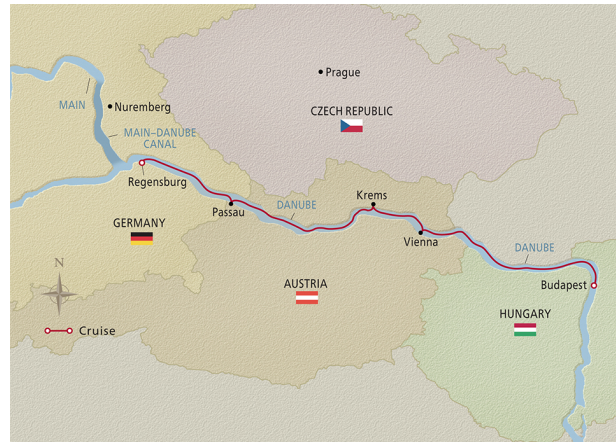 Prague
MAIN
Nuremberg
CZECH REPUBLIC
MAIN–DANUBE
CANAL
Regensburg
Krems
Passau
DANUBE
GERMANY
Vienna
DANUBE
N
AUSTRIA
Budapest
HUNGARY
Cruise